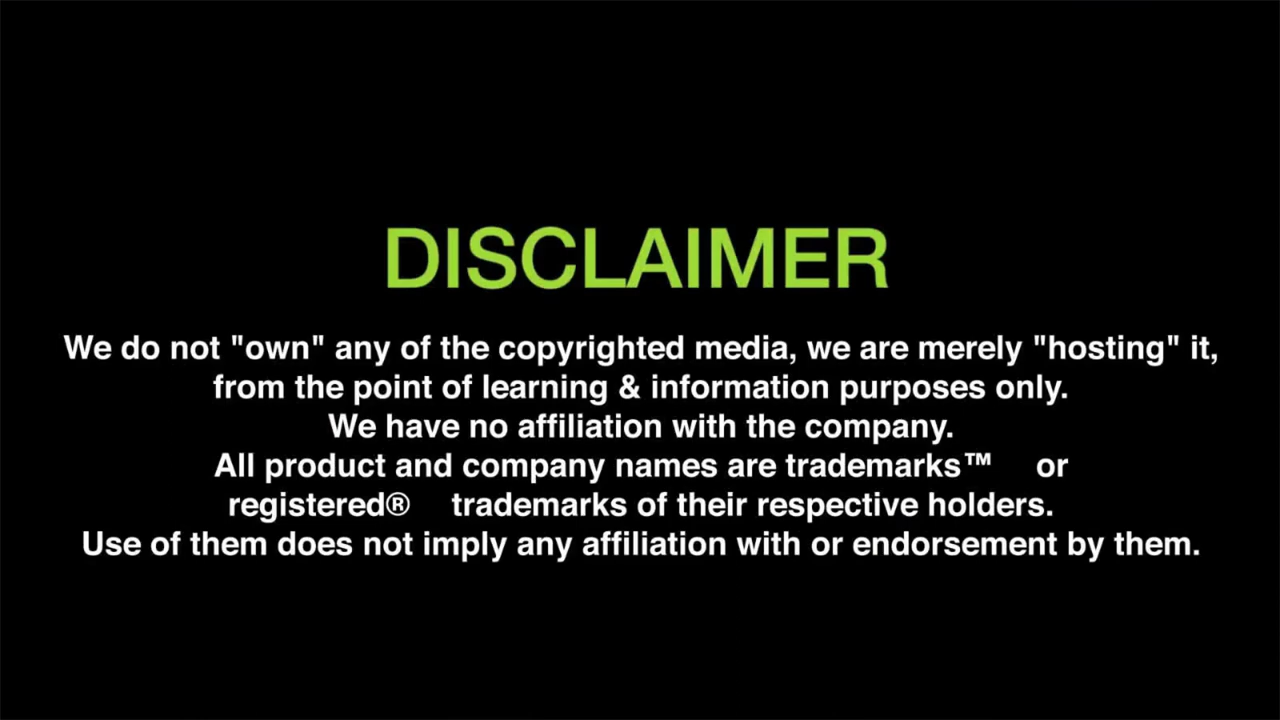 DISCLAIMER
We do not "own" any of the copyrighted media, we are merely "hosting" it,
from the point of learning & information purposes only.
We have no affiliation with the company.
All product and company names are trademarks™ or
registered® trademarks of their respective holders.
Use of them does not imply any affiliation with or endorsement by them.